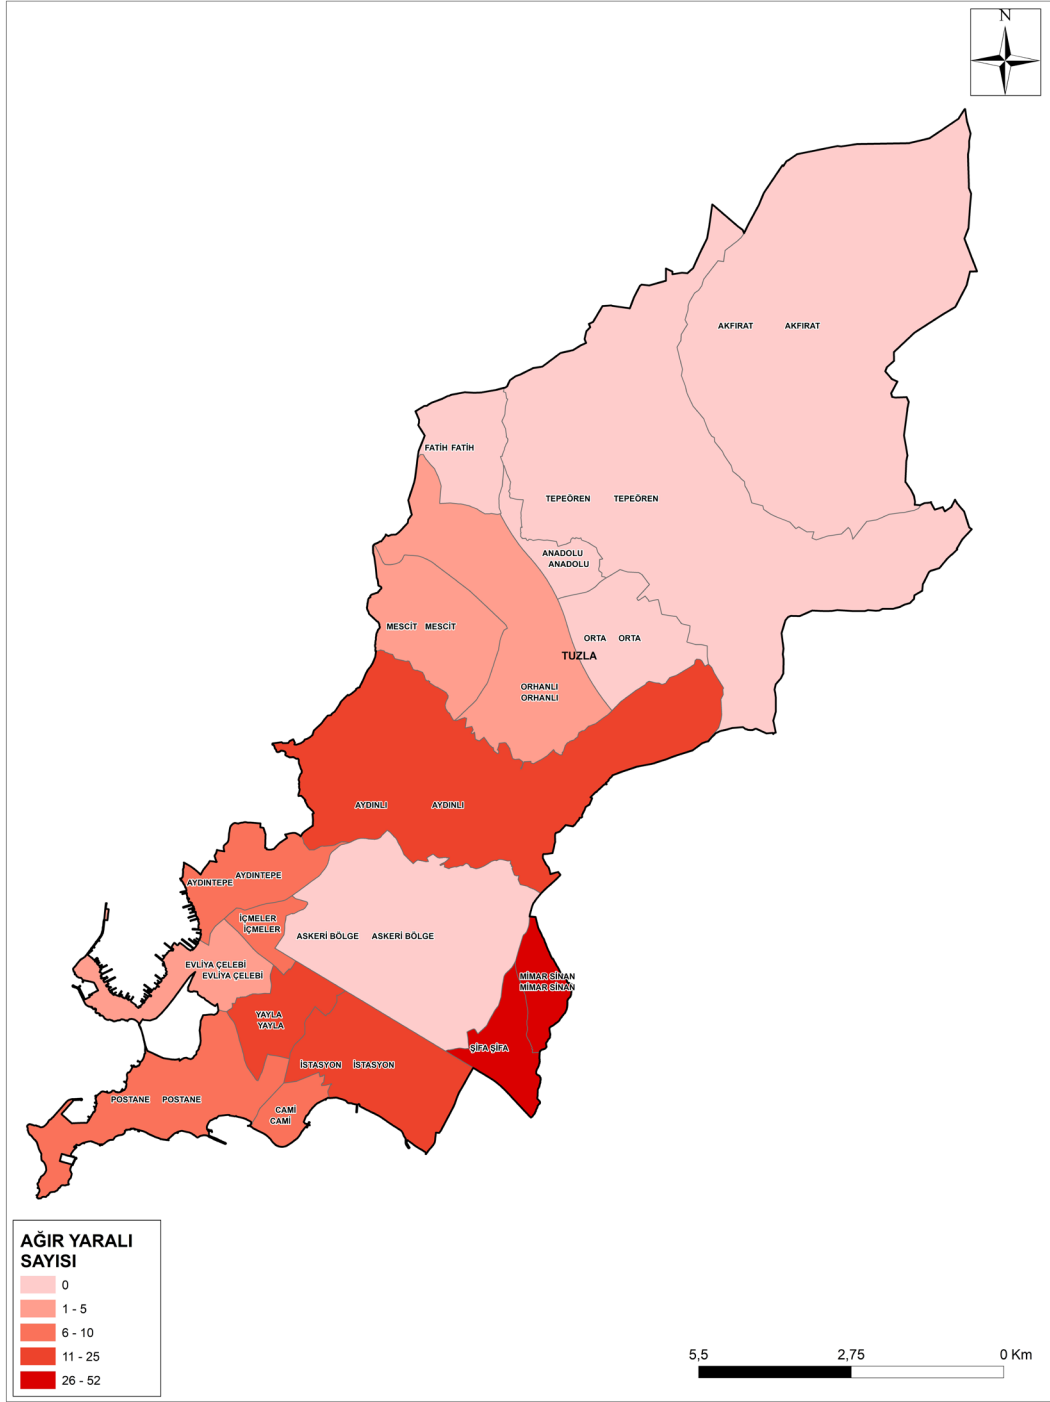 N
AKFIRAT AKFIRAT
FATİH FATİH
TEPEÖREN TEPEÖREN
ANADOLU
ANADOLU
MESCİT MESCİT
ORTA ORTA
TUZLA
ORHANLI
ORHANLI
AYDINLI AYDINLI
AYDINTEPE AYDINTEPE
İÇMELER
İÇMELER
ASKERİ BÖLGE ASKERİ BÖLGE
EVLİYA ÇELEBİ
EVLİYA ÇELEBİ
MİMAR SİNAN
MİMAR SİNAN
YAYLA
YAYLA
ŞİFA ŞİFA
İSTASYON İSTASYON
POSTANE POSTANE
CAMİ
CAMİ
AĞIR YARALI
SAYISI
0
1 - 5
6 - 10
11 - 25
26 - 52
5,5 2,75 0 Km